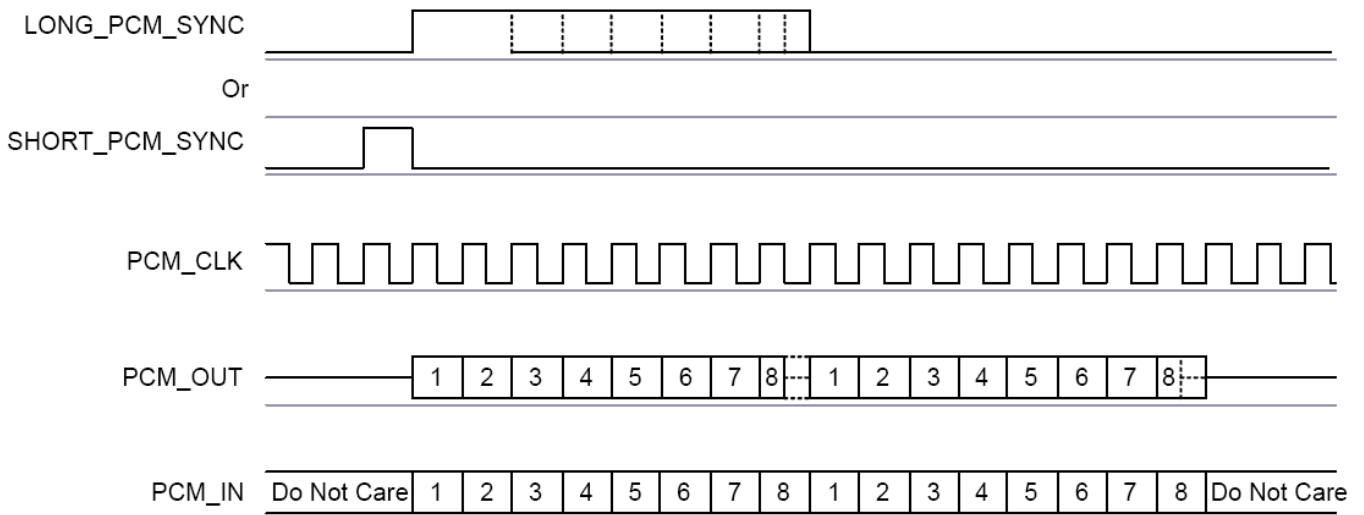 LONG_PCM_SYNC
Or
SHORT_PCM_SYNC
PCM_CLK
PCM_OUT 1 2 3 4 5 6 7 8 1 2 3 4 5 6 7 8
PCM_IN Do Not Care 1 2 3 4 5 6 7 8 1 2 3 4 5 6 7 8 Do Not Care